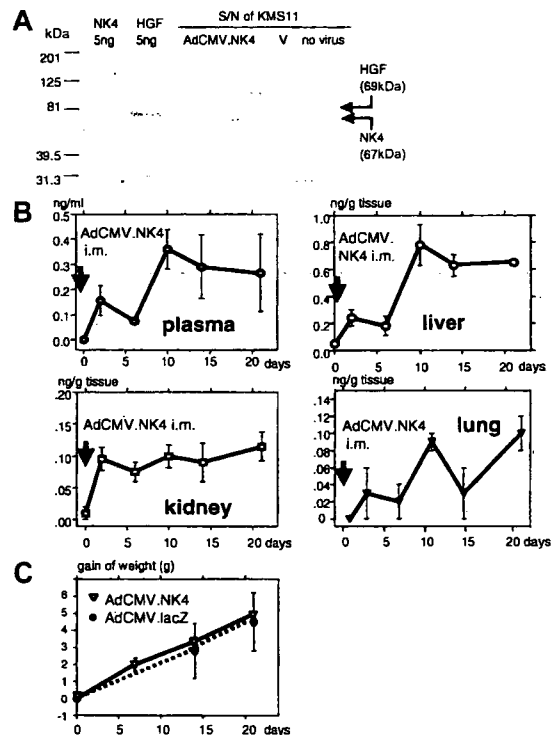 A
NK4 HGF S/N of KMS11
kDa 5ng 5ng AdCMV.NK4 V no virus
201
125
81
39.5
31.3
HGF
(69kDa)
NK4
(67kDa)
B
ng/ml
0.5
0.4
0.3
0.2
0.1
0.0
AdCMV.NK4
i.m.
plasma
0 5 10 15 20 days
ng/g tissue
1.0
0.8
0.6
0.4
0.2
0.0
AdCMV.
NK4 i.m.
liver
0 5 10 15 20 days
ng/g tissue
.20
.15
.10
.05
.00
AdCMV.NK4 i.m.
kidney
0 5 10 15 20 days
ng/g tissue
.14
.12
.10
.08
.06
.04
.02
.00
AdCMV.NK4
i.m.
lung
0 5 10 15 20 days
C
gain of weight (g)
6
5
4
3
2
1
0
-1
AdCMV.NK4
AdCMV.lacZ
0 5 10 15 20 days